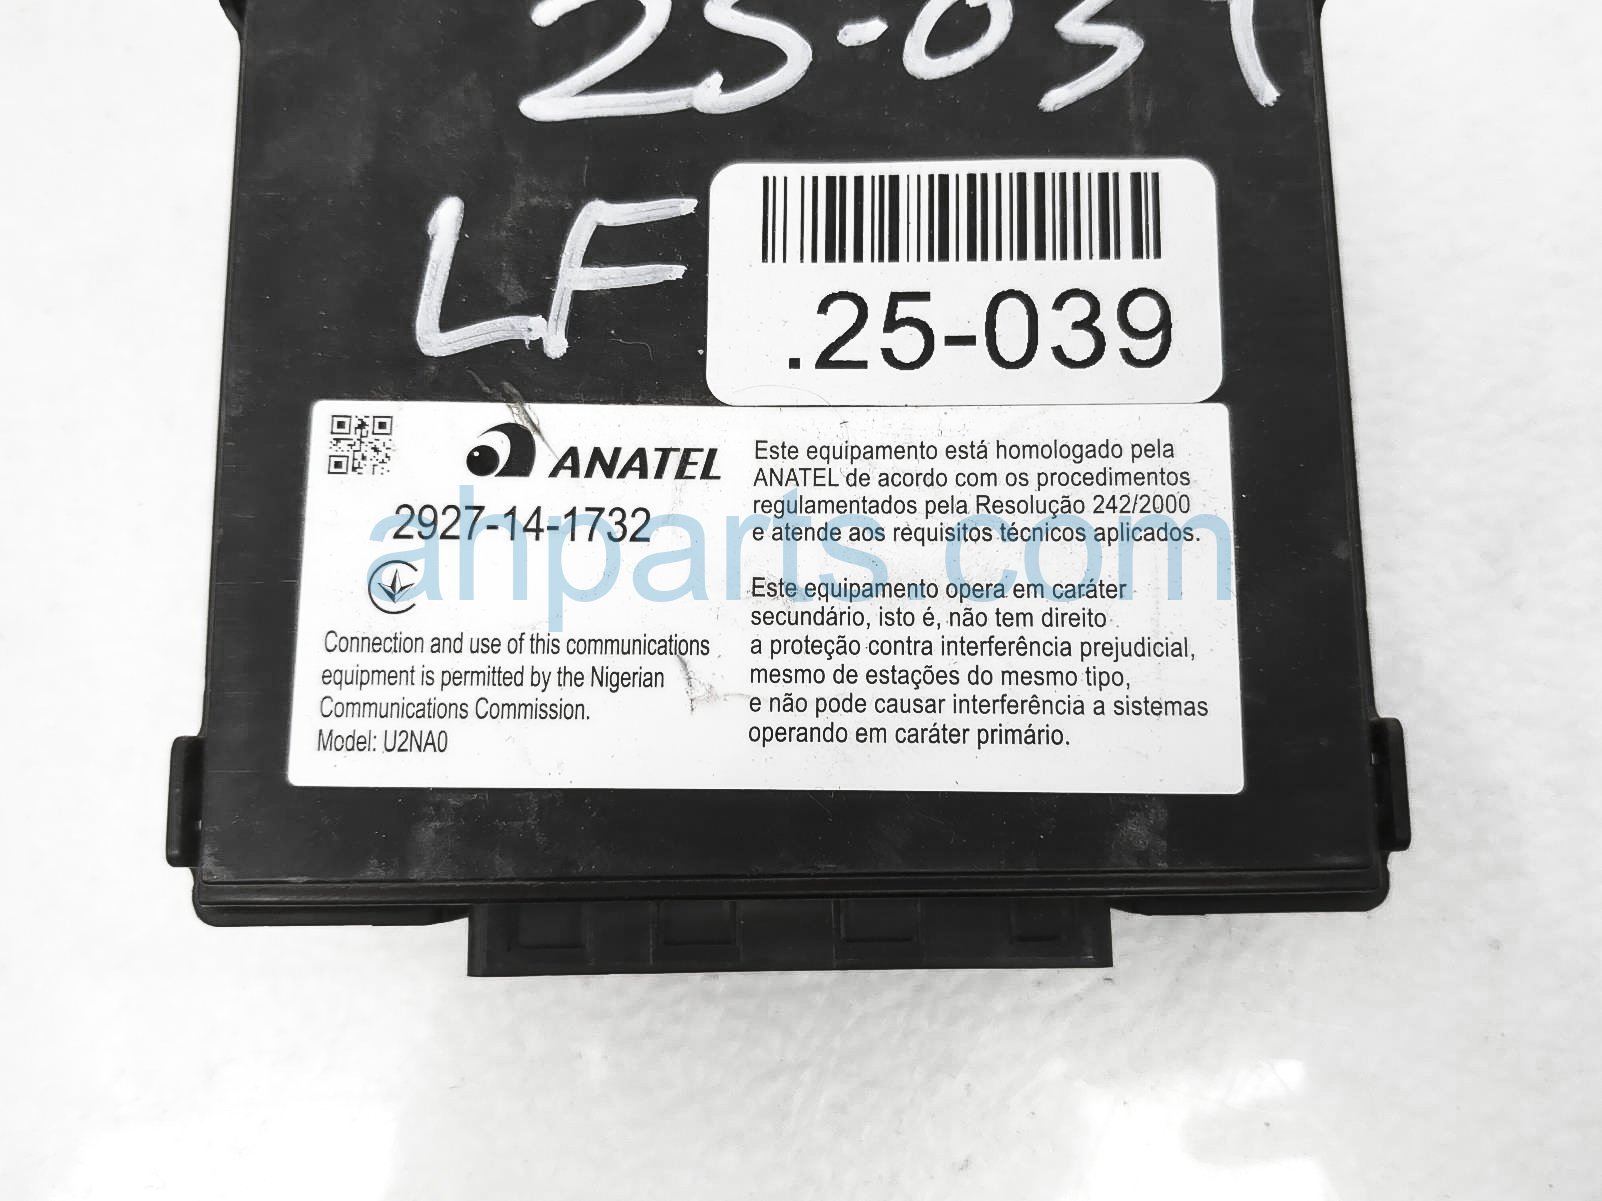 LF
.25-039
ANATEL
2927-14-1732
Connection and use of this communications
equipment is permitted by the Nigerian
Communications Commission.
Model: U2NA0
Este equipamento está homologado pela
ANATEL de acordo com os procedimentos
regulamentados pela Resolução 242/2000
e atende aos requisitos técnicos aplicados.
Este equipamento opera em caráter
secundário, isto é, não tem direito
a proteção contra interferência prejudicial,
mesmo de estações do mesmo tipo,
e não pode causar interferência a sistemas
operando em caráter primário.
ahparts.com